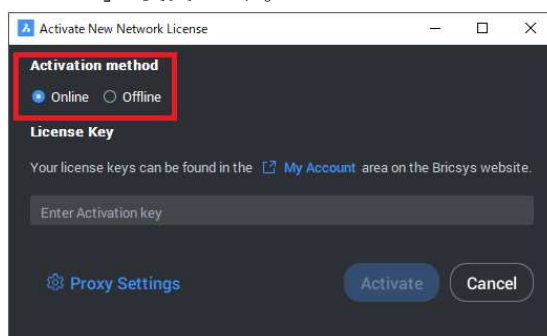 Activate New Network License
Activation method
Online Offline
License Key
Your license keys can be found in the My Account area on the Bricsys website.
Enter Activation key
Proxy Settings Activate Cancel